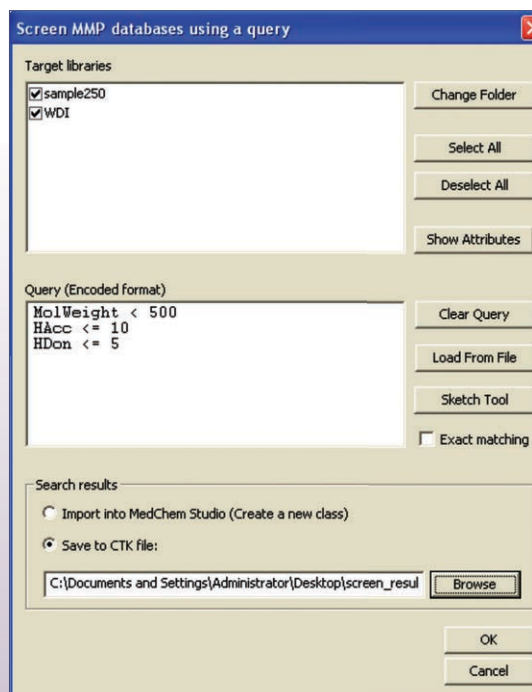 Screen MMP databases using a query
Target libraries
sample250
WDI
Change Folder
Select All
Deselect All
Show Attributes
Query (Encoded format)
MolWeight < 500
HAcc <= 10
HDon <= 5
Clear Query
Load From File
Sketch Tool
Exact matching
Search results
Import into MedChem Studio (Create a new class)
Save to CTK file:
C:\Documents and Settings\Administrator\Desktop\screen_resul
Browse
OK
Cancel